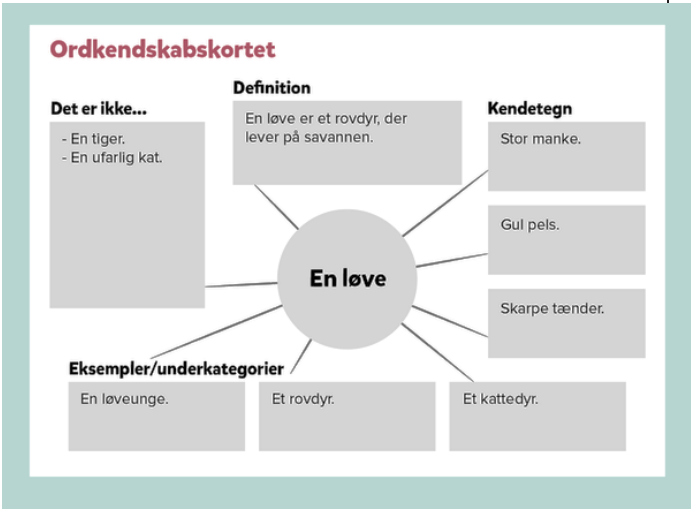 Ordkendskabskortet
Definition
En løve er et rovdyr, der
lever på savannen.
Det er ikke...
- En tiger.
- En ufarlig kat.
Kendetegn
Stor manke.
Gul pels.
Skarpe tænder.
En løve
Eksempler/underkategorier
En løveunge.
Et rovdyr.
Et kattedyr.